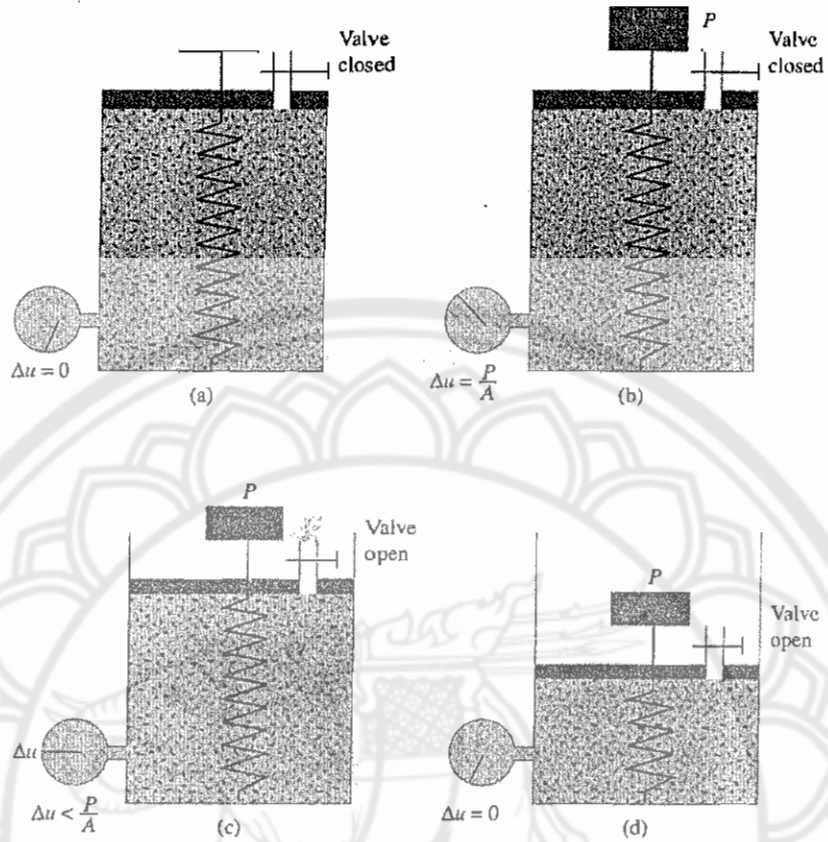 Valve
closed
Δu = 0
(a)
P
Valve
closed
Δu = P/A
(b)
P
Valve
open
Δu
Δu < P/A
(c)
P
Valve
open
Δu = 0
(d)